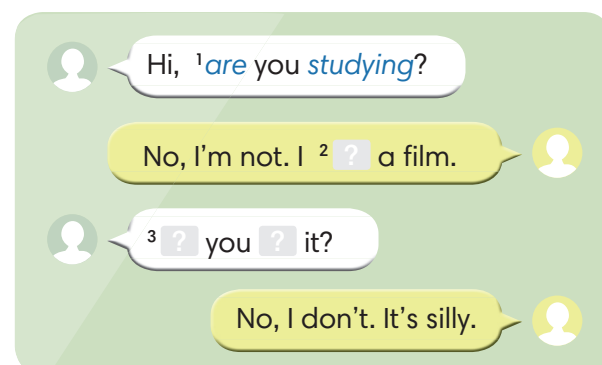 Hi, ¹are you studying?
No, I'm not. I ² ? a film.
³ ? you ? it?
No, I don't. It's silly.